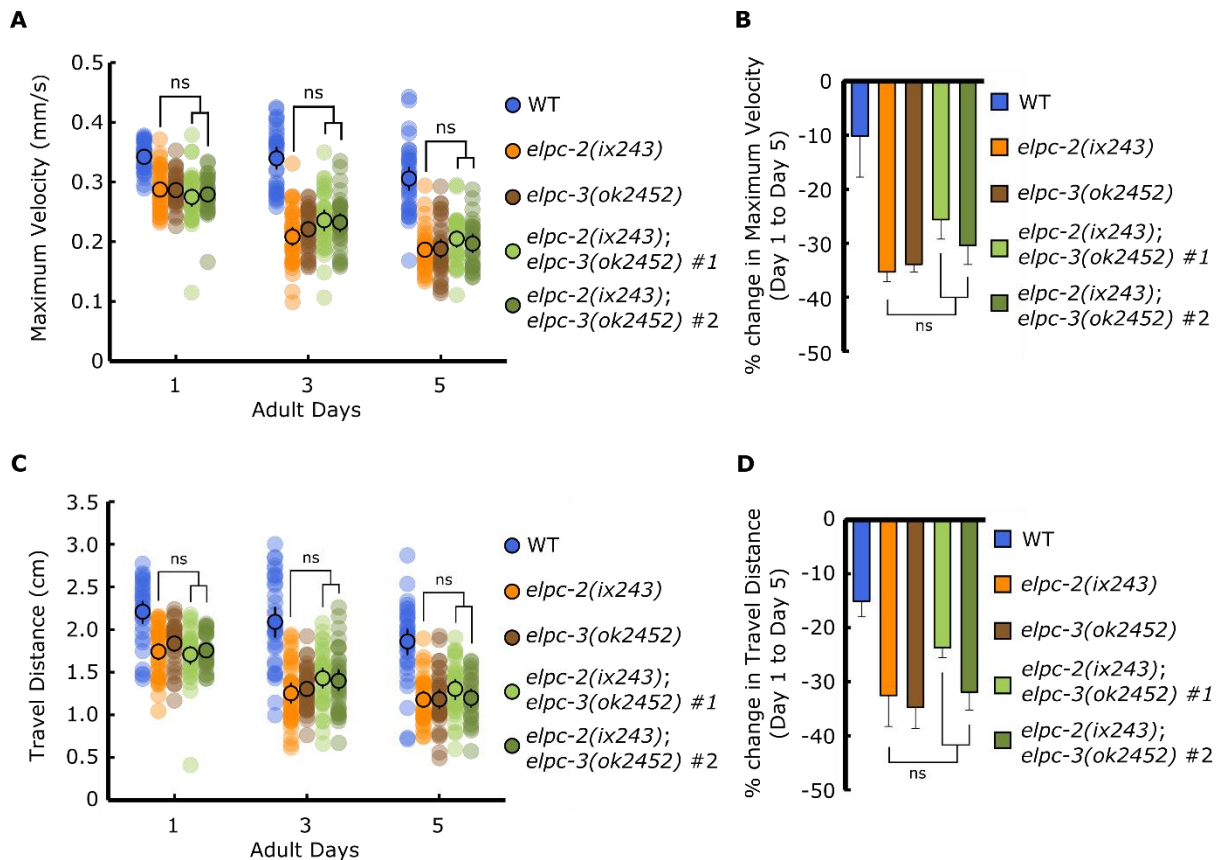 A
Maximum Velocity (mm/s)
0.5
0.4
0.3
0.2
0.1
0
ns
ns
ns
1
3
5
Adult Days
WT
elpc-2(ix243)
elpc-3(ok2452)
elpc-2(ix243);
elpc-3(ok2452) #1
elpc-2(ix243);
elpc-3(ok2452) #2
B
% change in Maximum Velocity
(Day 1 to Day 5)
0
-10
-20
-30
-40
-50
ns
WT
elpc-2(ix243)
elpc-3(ok2452)
elpc-2(ix243);
elpc-3(ok2452) #1
elpc-2(ix243);
elpc-3(ok2452) #2
C
Travel Distance (cm)
3.5
3.0
2.5
2.0
1.5
1.0
0.5
0
ns
ns
ns
1
3
5
Adult Days
WT
elpc-2(ix243)
elpc-3(ok2452)
elpc-2(ix243);
elpc-3(ok2452) #1
elpc-2(ix243);
elpc-3(ok2452) #2
D
% change in Travel Distance
(Day 1 to Day 5)
0
-10
-20
-30
-40
-50
ns
WT
elpc-2(ix243)
elpc-3(ok2452)
elpc-2(ix243);
elpc-3(ok2452) #1
elpc-2(ix243);
elpc-3(ok2452) #2